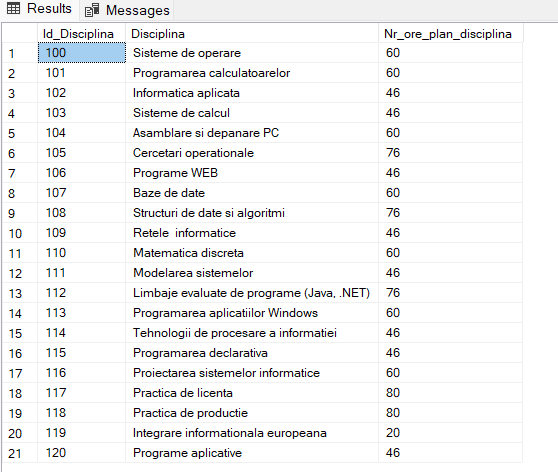 Results Messages
Id_Disciplina Disciplina Nr_ore_plan_disciplina
1 100 Sisteme de operare 60
2 101 Programarea calculatoarelor 60
3 102 Informatica aplicata 46
4 103 Sisteme de calcul 46
5 104 Asamblare si depanare PC 60
6 105 Cercetari operationale 76
7 106 Programe WEB 46
8 107 Baze de date 60
9 108 Structuri de date si algoritmi 76
10 109 Retele  informatice 46
11 110 Matematica discreta 60
12 111 Modelarea sistemelor 46
13 112 Limbaje evaluate de programe (Java, .NET) 76
14 113 Programarea aplicatiilor Windows 60
15 114 Tehnologii de procesare a informatiei 46
16 115 Programarea declarativa 46
16 116 Proiectarea sistemelor informatice 60
18 117 Practica de licenta 80
19 118 Practica de productie 80
20 119 Integrare informationala europeana 20
21 120 Programe aplicative 46